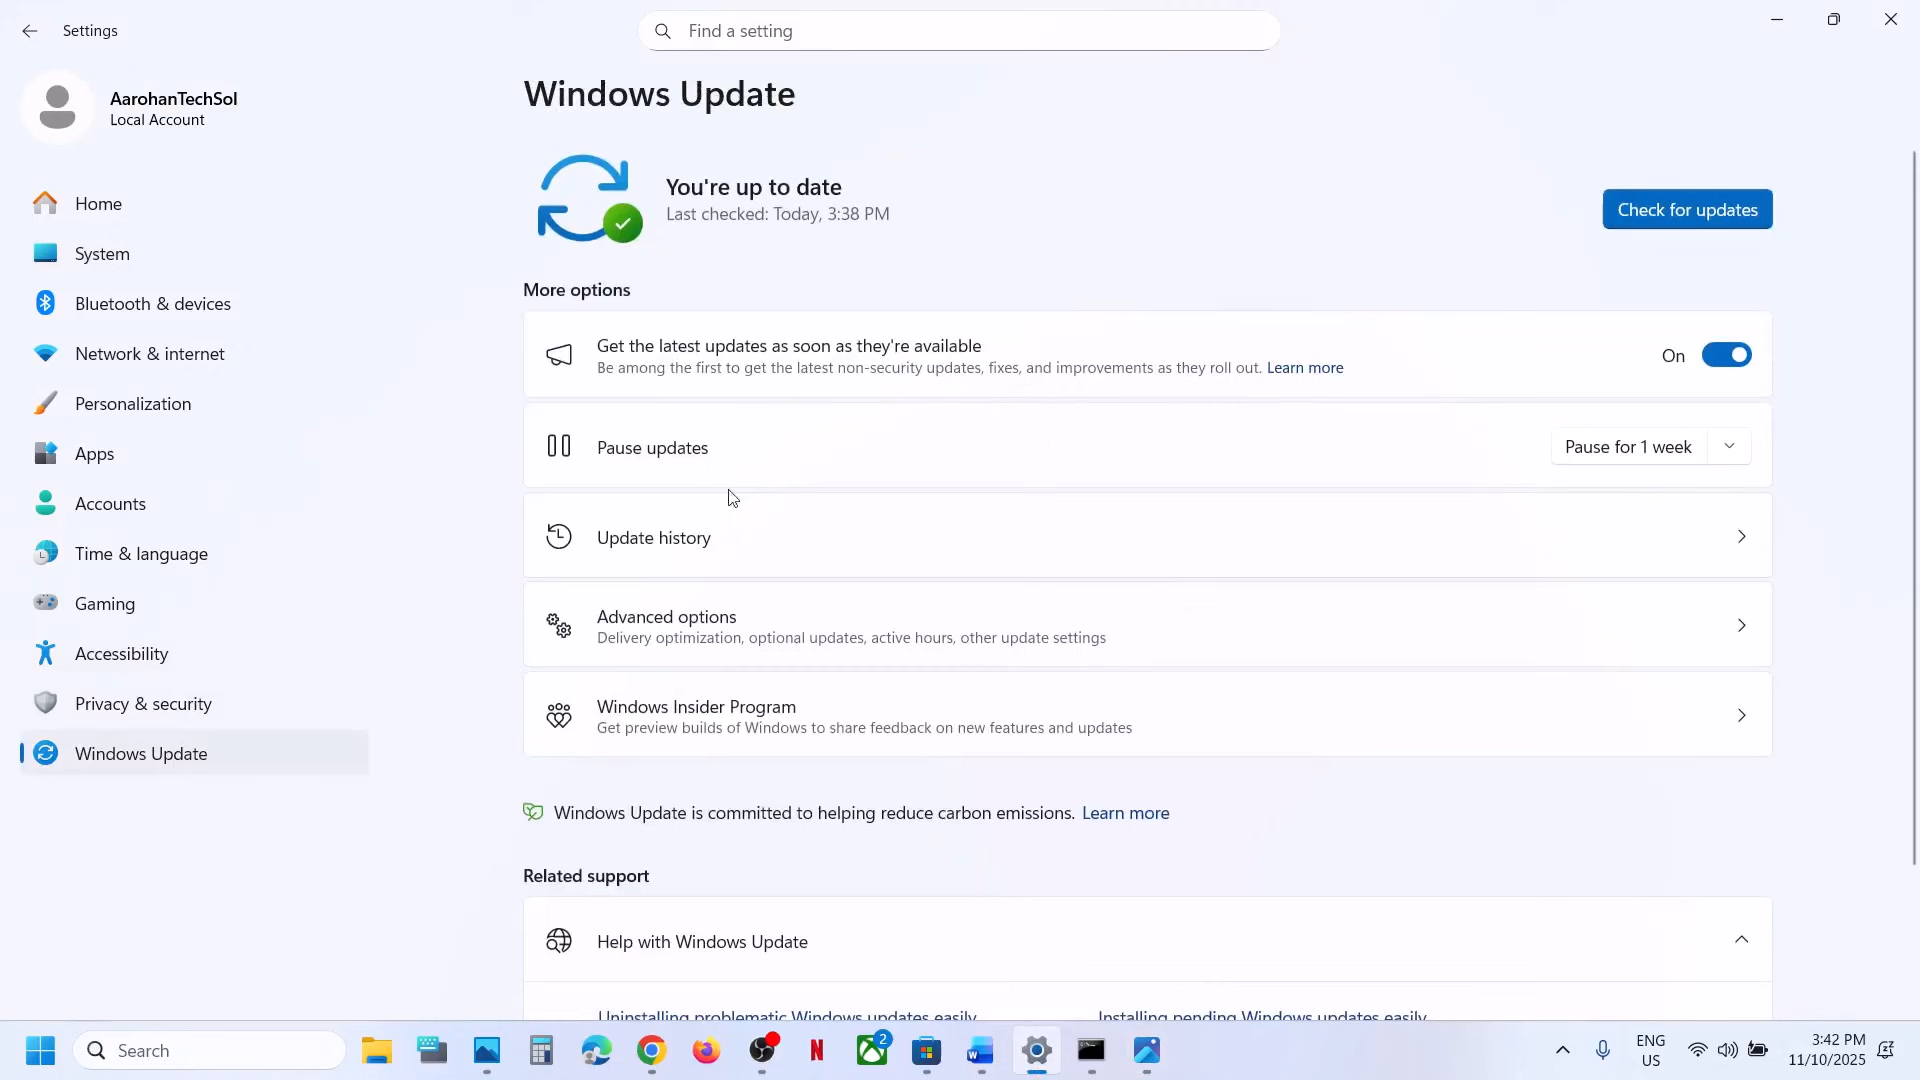 Settings
Find a setting
AarohanTechSol
Local Account
Home
System
Bluetooth & devices
Network & internet
Personalization
Apps
Accounts
Time & language
Gaming
Accessibility
Privacy & security
Windows Update
Windows Update
You're up to date
Last checked: Today, 3:38 PM
Check for updates
More options
Get the latest updates as soon as they're available
Be among the first to get the latest non-security updates, fixes, and improvements as they roll out. Learn more
On
Pause updates
Pause for 1 week
Update history
Advanced options
Delivery optimization, optional updates, active hours, other update settings
Windows Insider Program
Get preview builds of Windows to share feedback on new features and updates
Windows Update is committed to helping reduce carbon emissions. Learn more
Related support
Help with Windows Update
Uninstalling problematic Windows updates easily
Installing pending Windows updates easily
Search
N
2
W
ENG
US
3:42 PM
11/10/2025